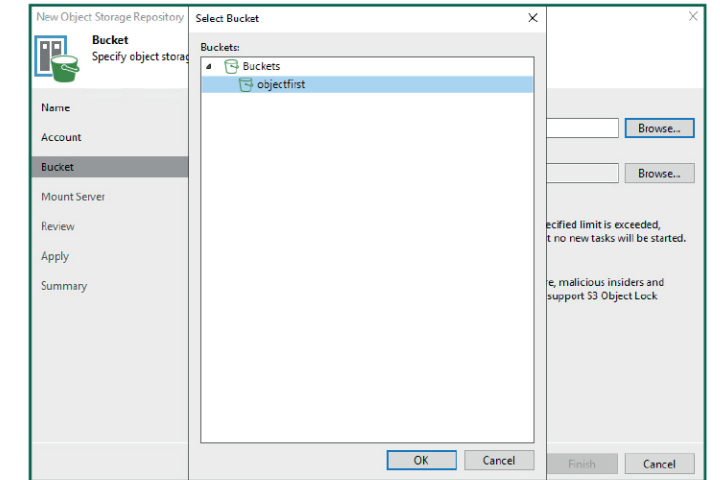 New Object Storage Repository
Bucket
Specify object storag
Name
Account
Bucket
Mount Server
Review
Apply
Summary
Select Bucket
Buckets:
Buckets
objectfirst
OK
Cancel
Browse...
Browse...
ecified limit is exceeded,
t no new tasks will be started.
re, malicious insiders and
support S3 Object Lock
Finish
Cancel